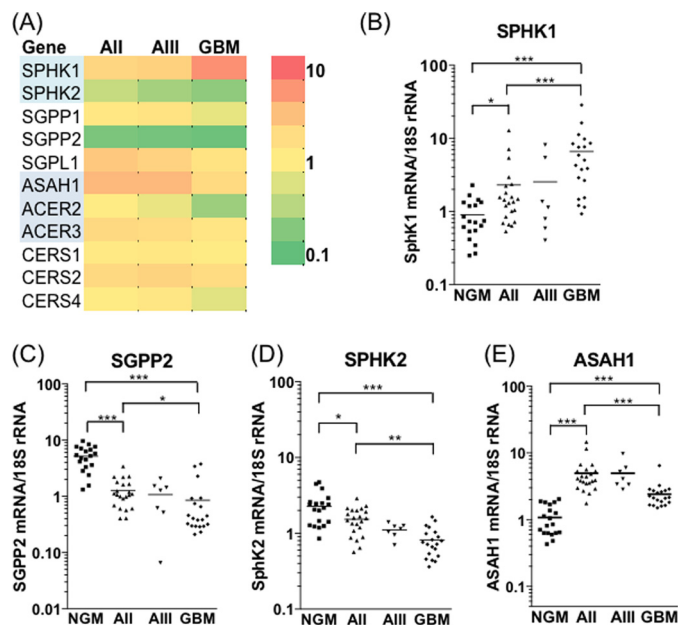 (A)
Gene AII AIII GBM
SPHK1
SPHK2
SGPP1
SGPP2
SGPL1
ASAH1
ACER2
ACER3
CERS1
CERS2
CERS4
10
1
0.1
(B)
SPHK1
SphK1 mRNA/18S rRNA
100
10
1
0.1
*
***
***
NGM AII AIII GBM
(C)
SGPP2
SGPP2 mRNA/18S rRNA
100
10
1
0.10
0.01
***
*
***
NGM AII AIII GBM
(D)
SPHK2
SphK2 mRNA/18S rRNA
100
10
1
0.1
***
*
**
NGM AII AIII GBM
(E)
ASAH1
ASAH1 mRNA/18S rRNA
100
10
1
0.1
***
***
***
NGM AII AIII GBM